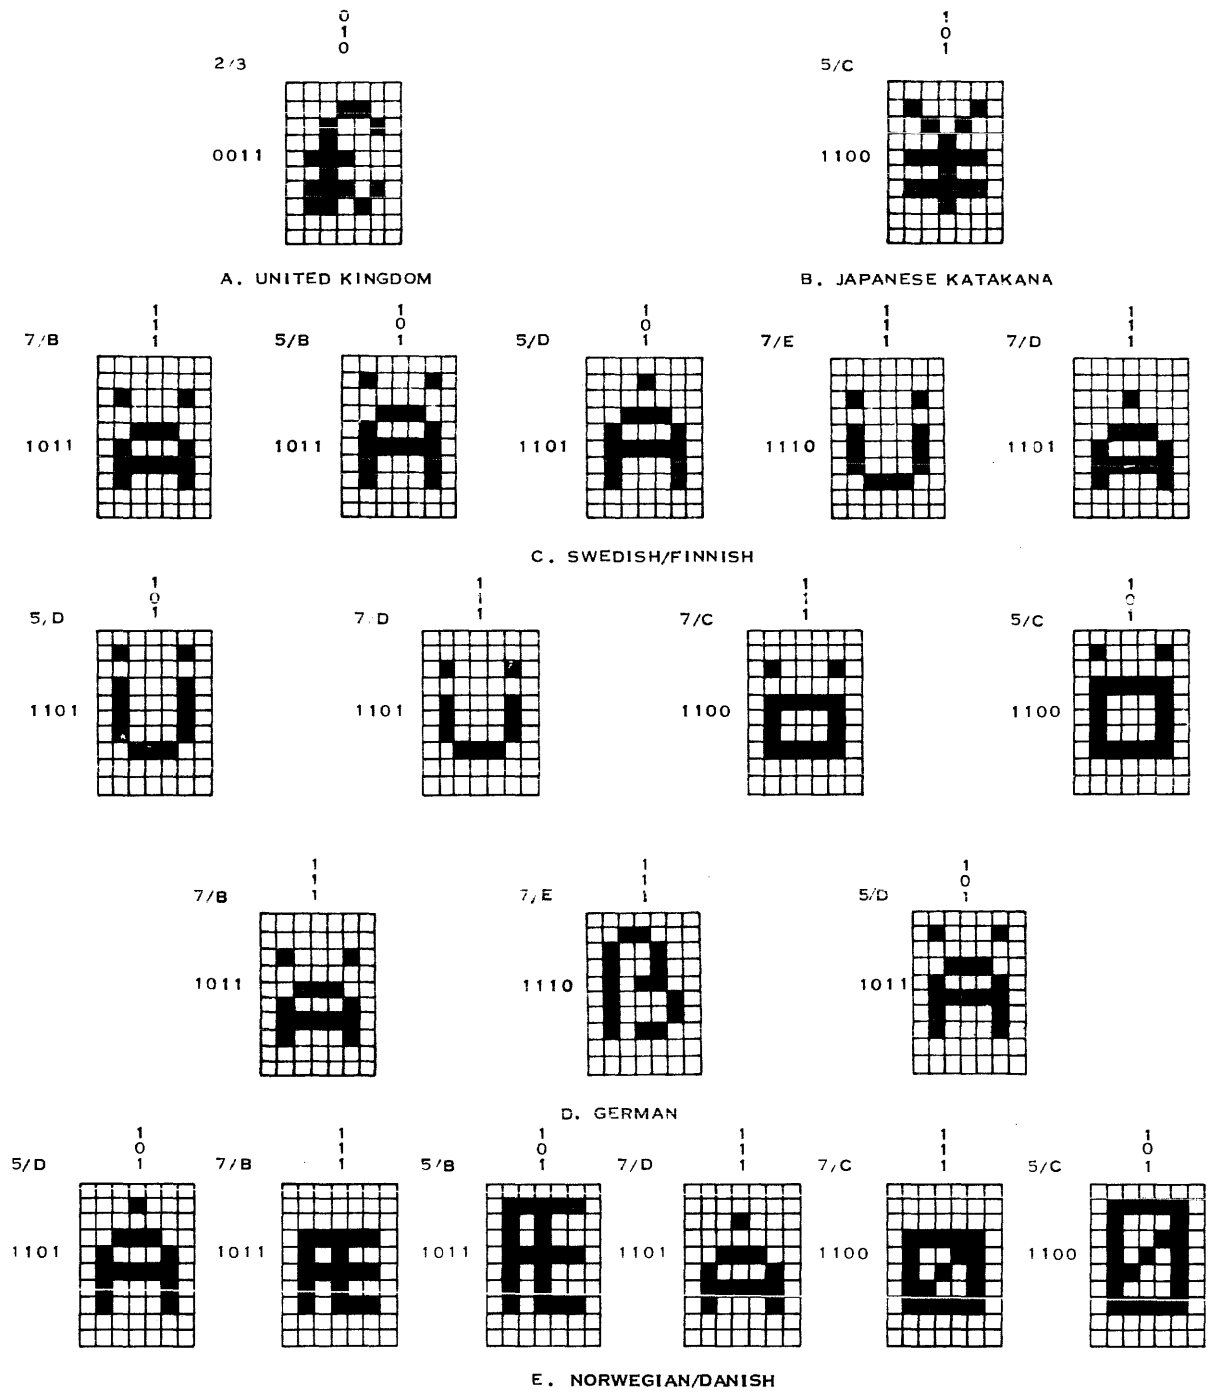 0 1
1 0
0 1
2/3 5/C
0011 1100
A. UNITED KINGDOM B. JAPANESE KATAKANA
1 1 1 1 1
1 0 0 1 1
7/B 1 5/B 1 5/D 1 7/E 1 7/D 1
1011 1011 1101 1110 1101
C. SWEDISH/FINNISH
1 1 1 1
0 1 1 0
5/D 1 7/D 1 7/C 1 5/C 1
1101 1101 1100 1100
1 1 1
1 1 0
7/B 1 7/E 1 5/D 1
1011 1110 1011
D. GERMAN
1 1 1 1 1 1
0 1 0 1 1 0
5/D 1 7/B 1 5/B 1 7/D 1 7/C 1 5/C 1
1101 1011 1011 1101 1100 1100
E. NORWEGIAN/DANISH